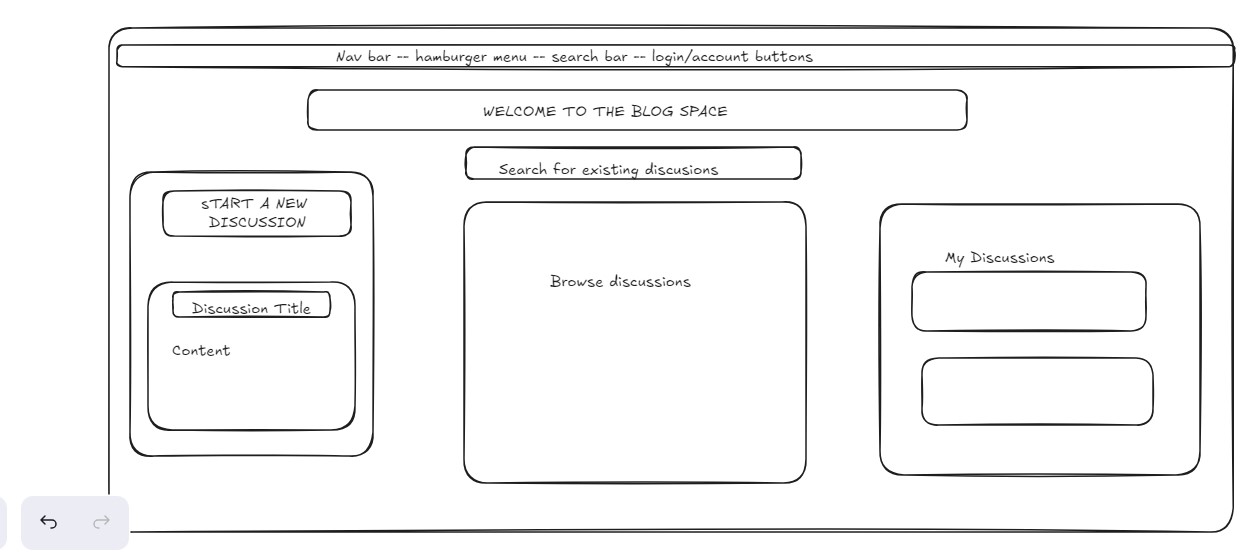 Nav bar -- hamburger menu -- search bar -- login/account buttons
WELCOME TO THE BLOG SPACE
Search for existing discusions
sTART A NEW
DISCUSSION
Discussion Title
Content
Browse discussions
My Discussions